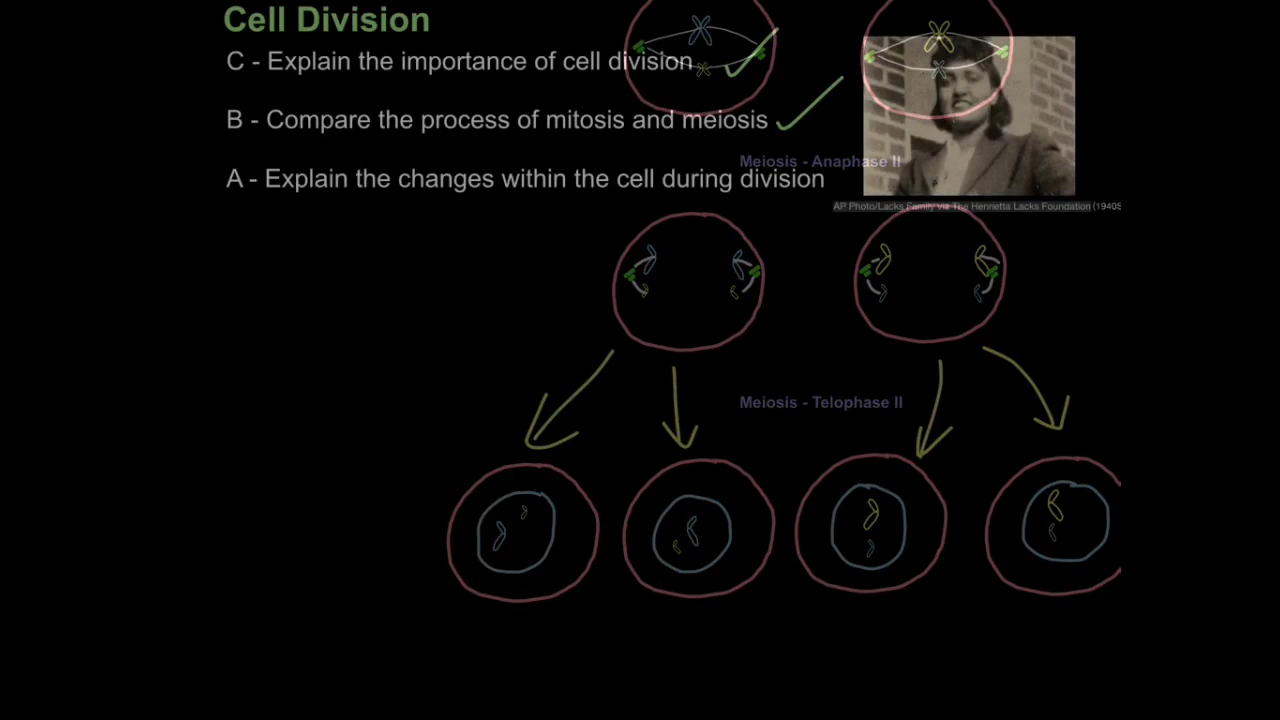 Cell Division
C - Explain the importance of cell division
B - Compare the process of mitosis and meiosis
Meiosis - Anaphase II
A - Explain the changes within the cell during division
AP Photo/Lacks Family via The Henrietta Lacks Foundation (1940s
Meiosis - Telophase II